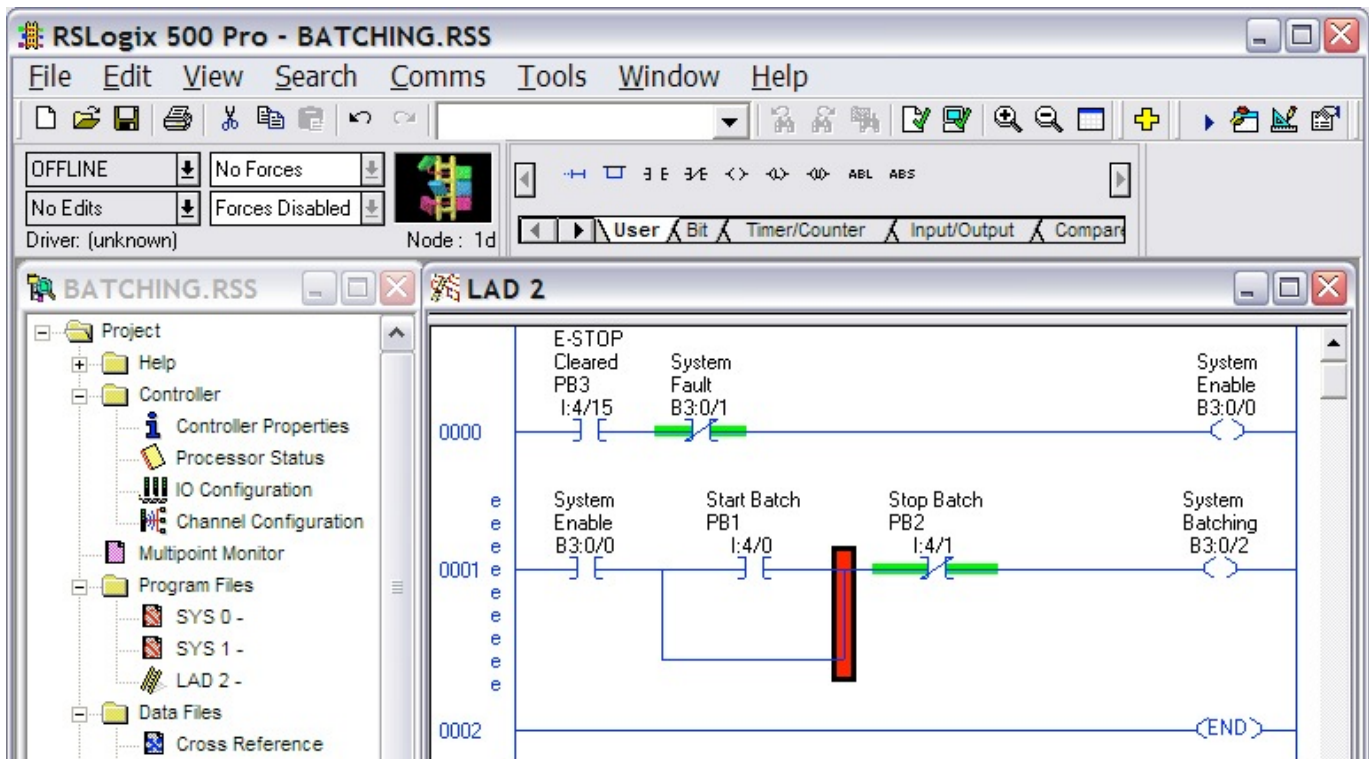 RSLogix 500 Pro - BATCHING.RSS
File Edit View Search Comms Tools Window Help
OFFLINE No Forces
No Edits Forces Disabled
Driver: (unknown) Node : 1d
ABL ABS
User Bit Timer/Counter Input/Output Compare
BATCHING.RSS
Project
Help
Controller
Controller Properties
Processor Status
IO Configuration
Channel Configuration
Multipoint Monitor
Program Files
SYS 0 -
SYS 1 -
LAD 2 -
Data Files
Cross Reference
LAD 2
E-STOP
Cleared System System
PB3 Fault Enable
I:4/15 B3:0/1 B3:0/0
0000
e System Start Batch Stop Batch System
e Enable PB1 PB2 Batching
e B3:0/0 I:4/0 I:4/1 B3:0/2
0001 e
e
e
e
e
e
0002 END